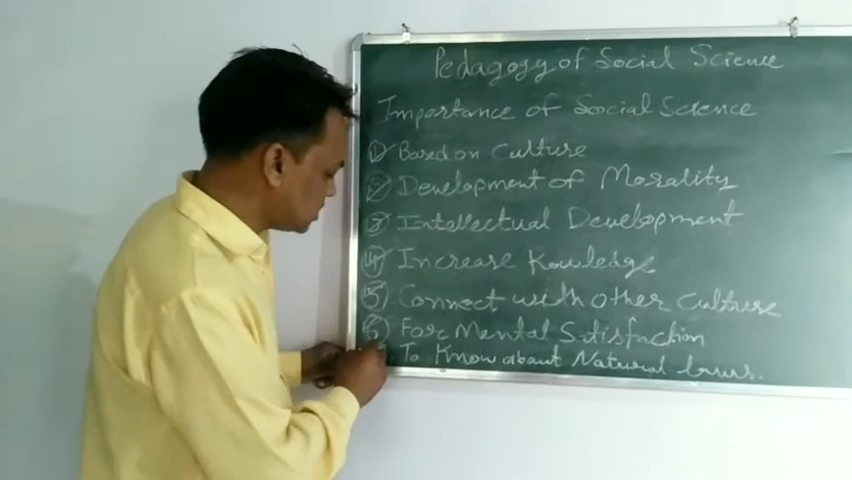 Pedagogy of Social Science
Importance of Social Science
① Based on Culture
② Development of Morality
③ Intellectual Development
④ Increase Kowledge
⑤ Connect with other Culture
⑥ For Mental Satisfaction
To Know about Natural laws.